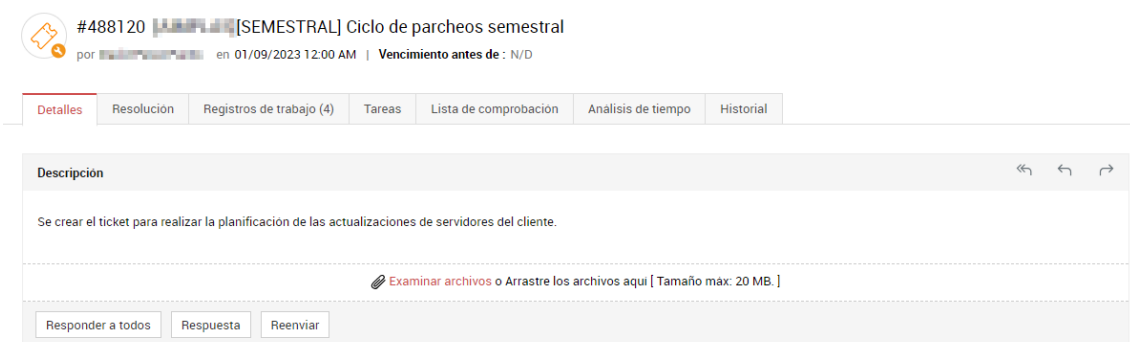 #488120 [SEMESTRAL] Ciclo de parcheos semestral
por en 01/09/2023 12:00 AM | Vencimiento antes de : N/D
Detalles Resolución Registros de trabajo (4) Tareas Lista de comprobación Análisis de tiempo Historial
Descripción
Se crear el ticket para realizar la planificación de las actualizaciones de servidores del cliente.
Examinar archivos o Arrastre los archivos aquí [ Tamaño máx: 20 MB. ]
Responder a todos Respuesta Reenviar